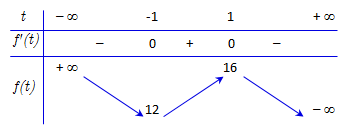 t − ∞ -1 1 + ∞
f'(t) − 0 + 0 −
+ ∞ 16
f(t)
12 − ∞